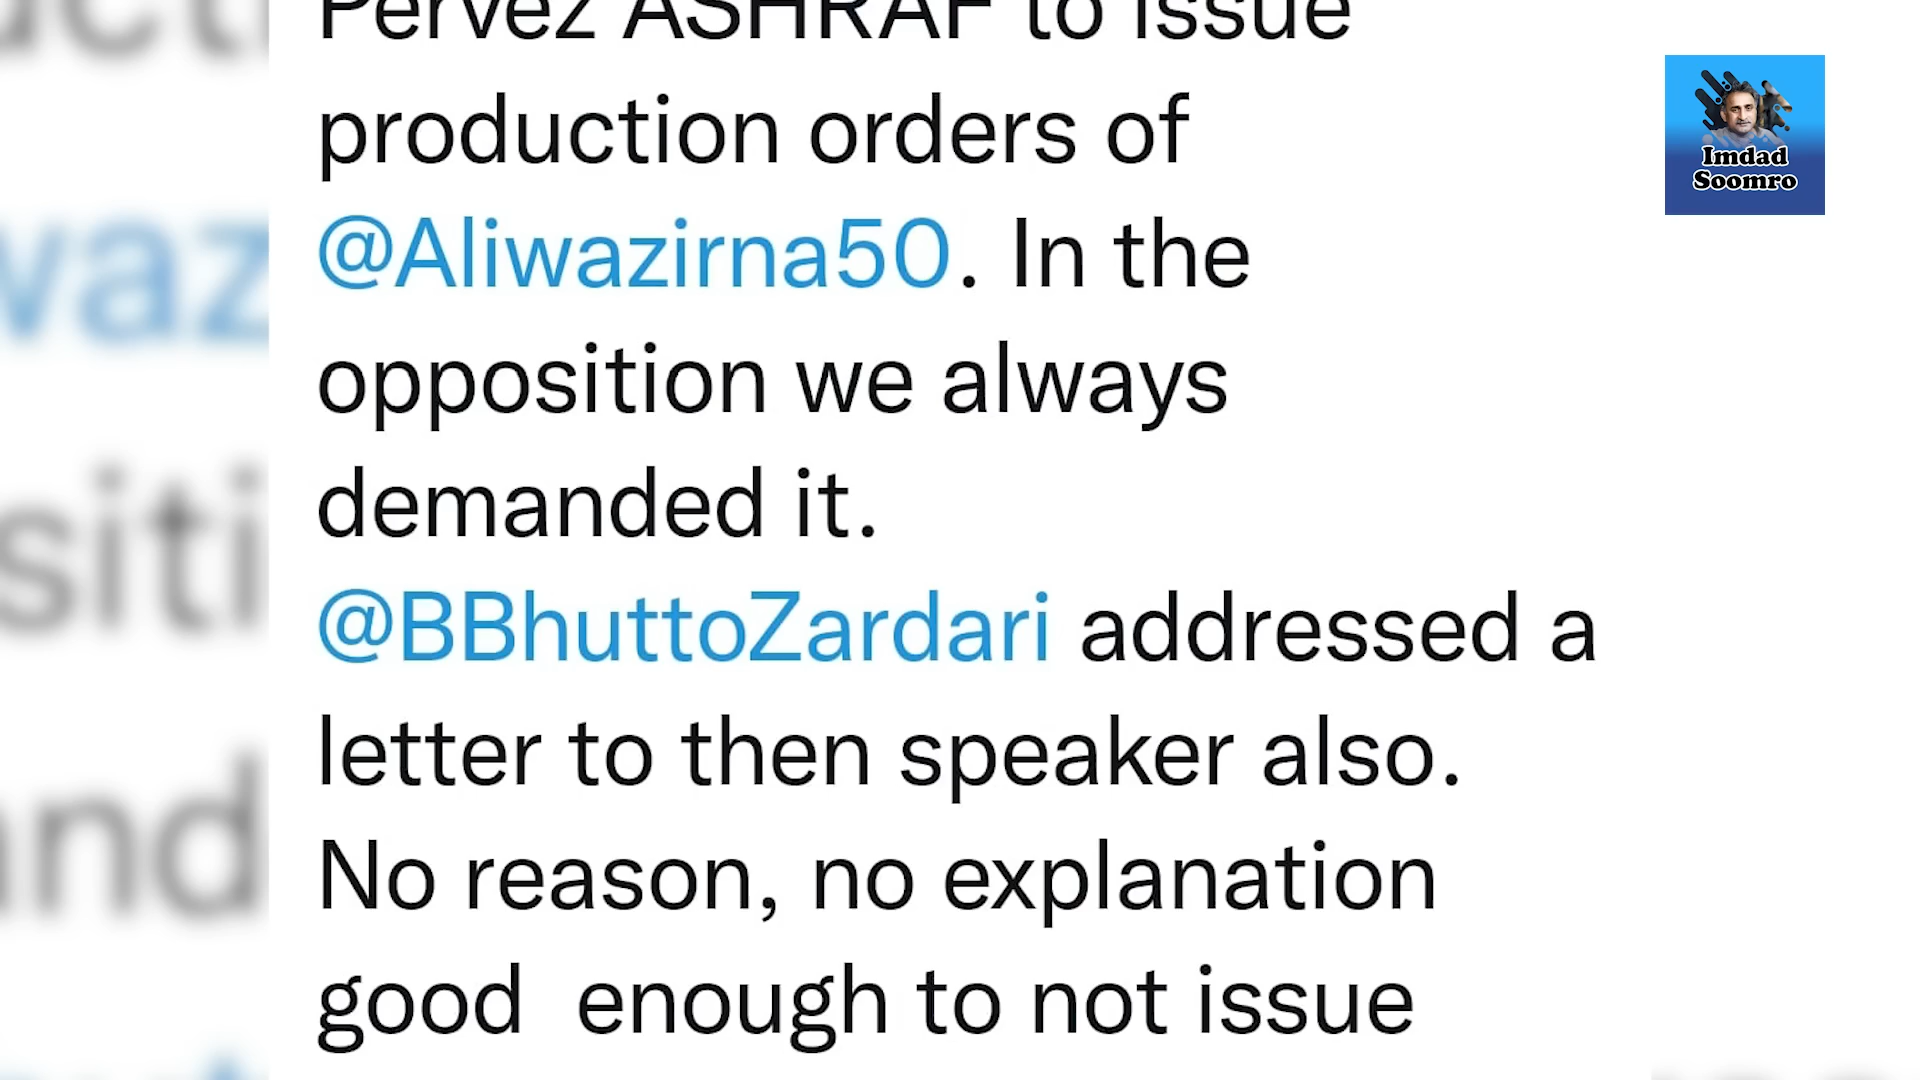 Pervez ASHRAF to issue
production orders of
@Aliwazirna50. In the
opposition we always
demanded it.
@BBhuttoZardari addressed a
letter to then speaker also.
No reason, no explanation
good  enough to not issue
Imdad
Soomro